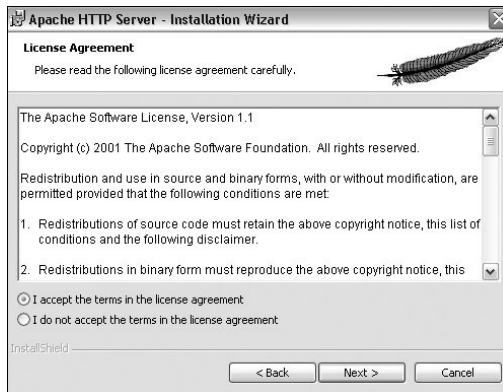 Apache HTTP Server - Installation Wizard
License Agreement
Please read the following license agreement carefully.
The Apache Software License, Version 1.1
Copyright (c) 2001 The Apache Software Foundation.  All rights reserved.
Redistribution and use in source and binary forms, with or without modification, are
permitted provided that the following conditions are met:
1. Redistributions of source code must retain the above copyright notice, this list of
conditions and the following disclaimer.
2. Redistributions in binary form must reproduce the above copyright notice, this
I accept the terms in the license agreement
I do not accept the terms in the license agreement
InstallShield
< Back Next > Cancel